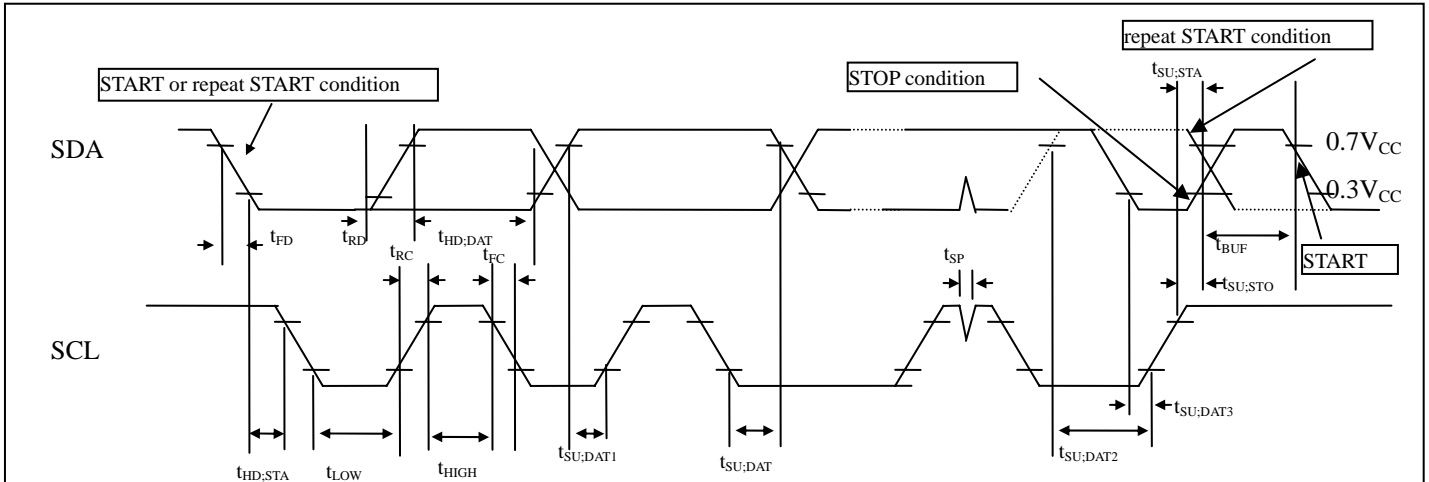 repeat START condition
START or repeat START condition
STOP condition
tSU;STA
SDA
0.7VCC
0.3VCC
tFD
tRD
tHD;DAT
tRC
tFC
tSP
tBUF
START
tSU;STO
SCL
tSU;DAT3
tHD;STA
tLOW
tHIGH
tSU;DAT1
tSU;DAT
tSU;DAT2